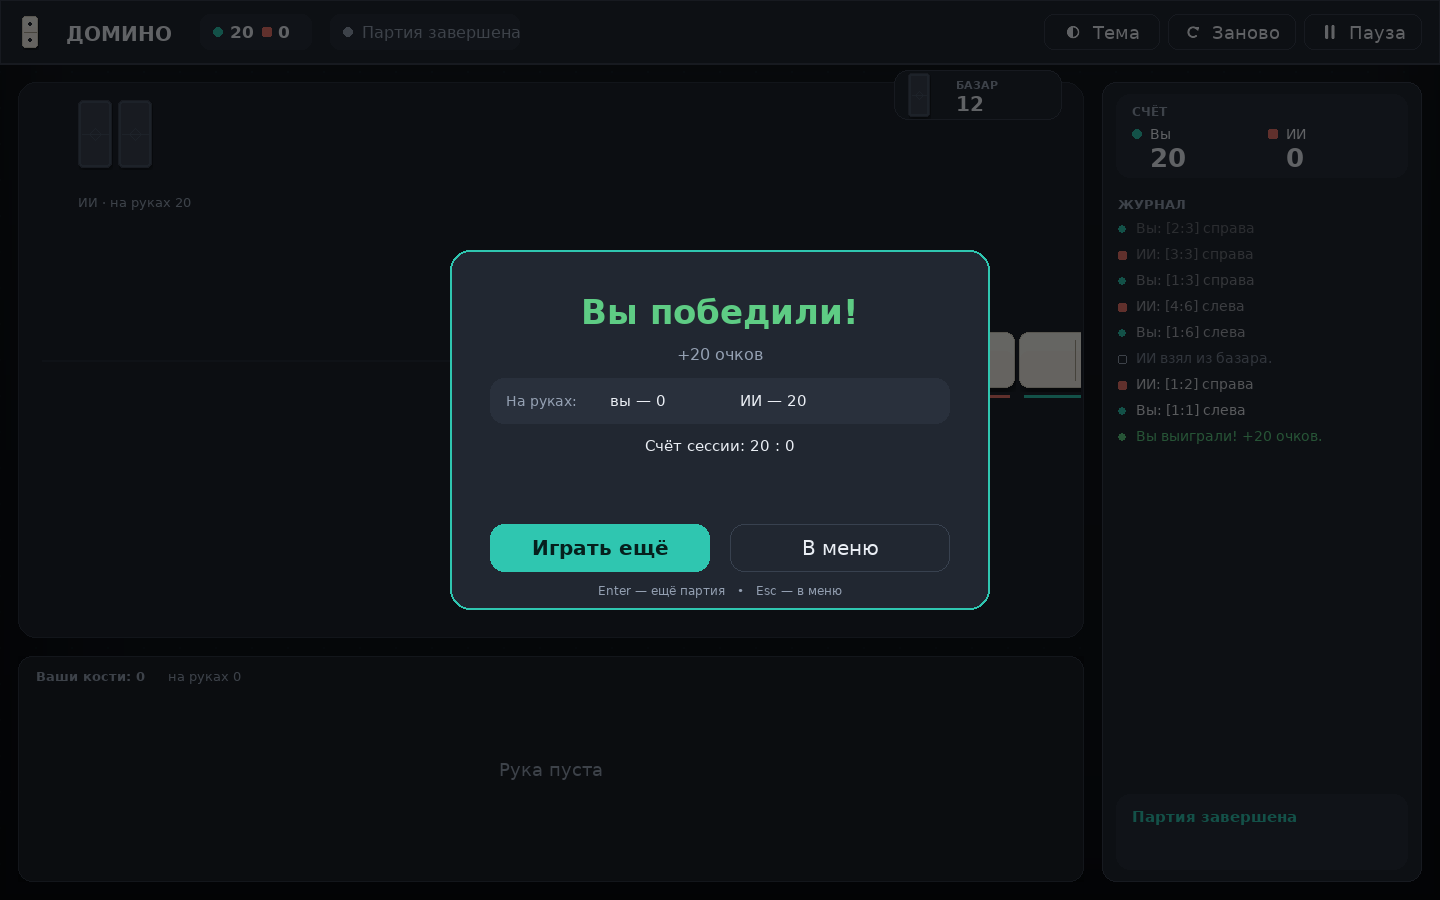 ДОМИНО
20 0
Партия завершена
Тема
Заново
Пауза
БАЗАР
12
ИИ · на руках 20
СЧЁТ
Вы ИИ
20 0
ЖУРНАЛ
Вы: [2:3] справа
ИИ: [3:3] справа
Вы: [1:3] справа
ИИ: [4:6] слева
Вы: [1:6] слева
ИИ взял из базара.
ИИ: [1:2] справа
Вы: [1:1] слева
Вы выиграли! +20 очков.
Партия завершена
Вы победили!
+20 очков
На руках: вы — 0 ИИ — 20
Счёт сессии: 20 : 0
Играть ещё
В меню
Enter — ещё партия • Esc — в меню
Ваши кости: 0 на руках 0
Рука пуста